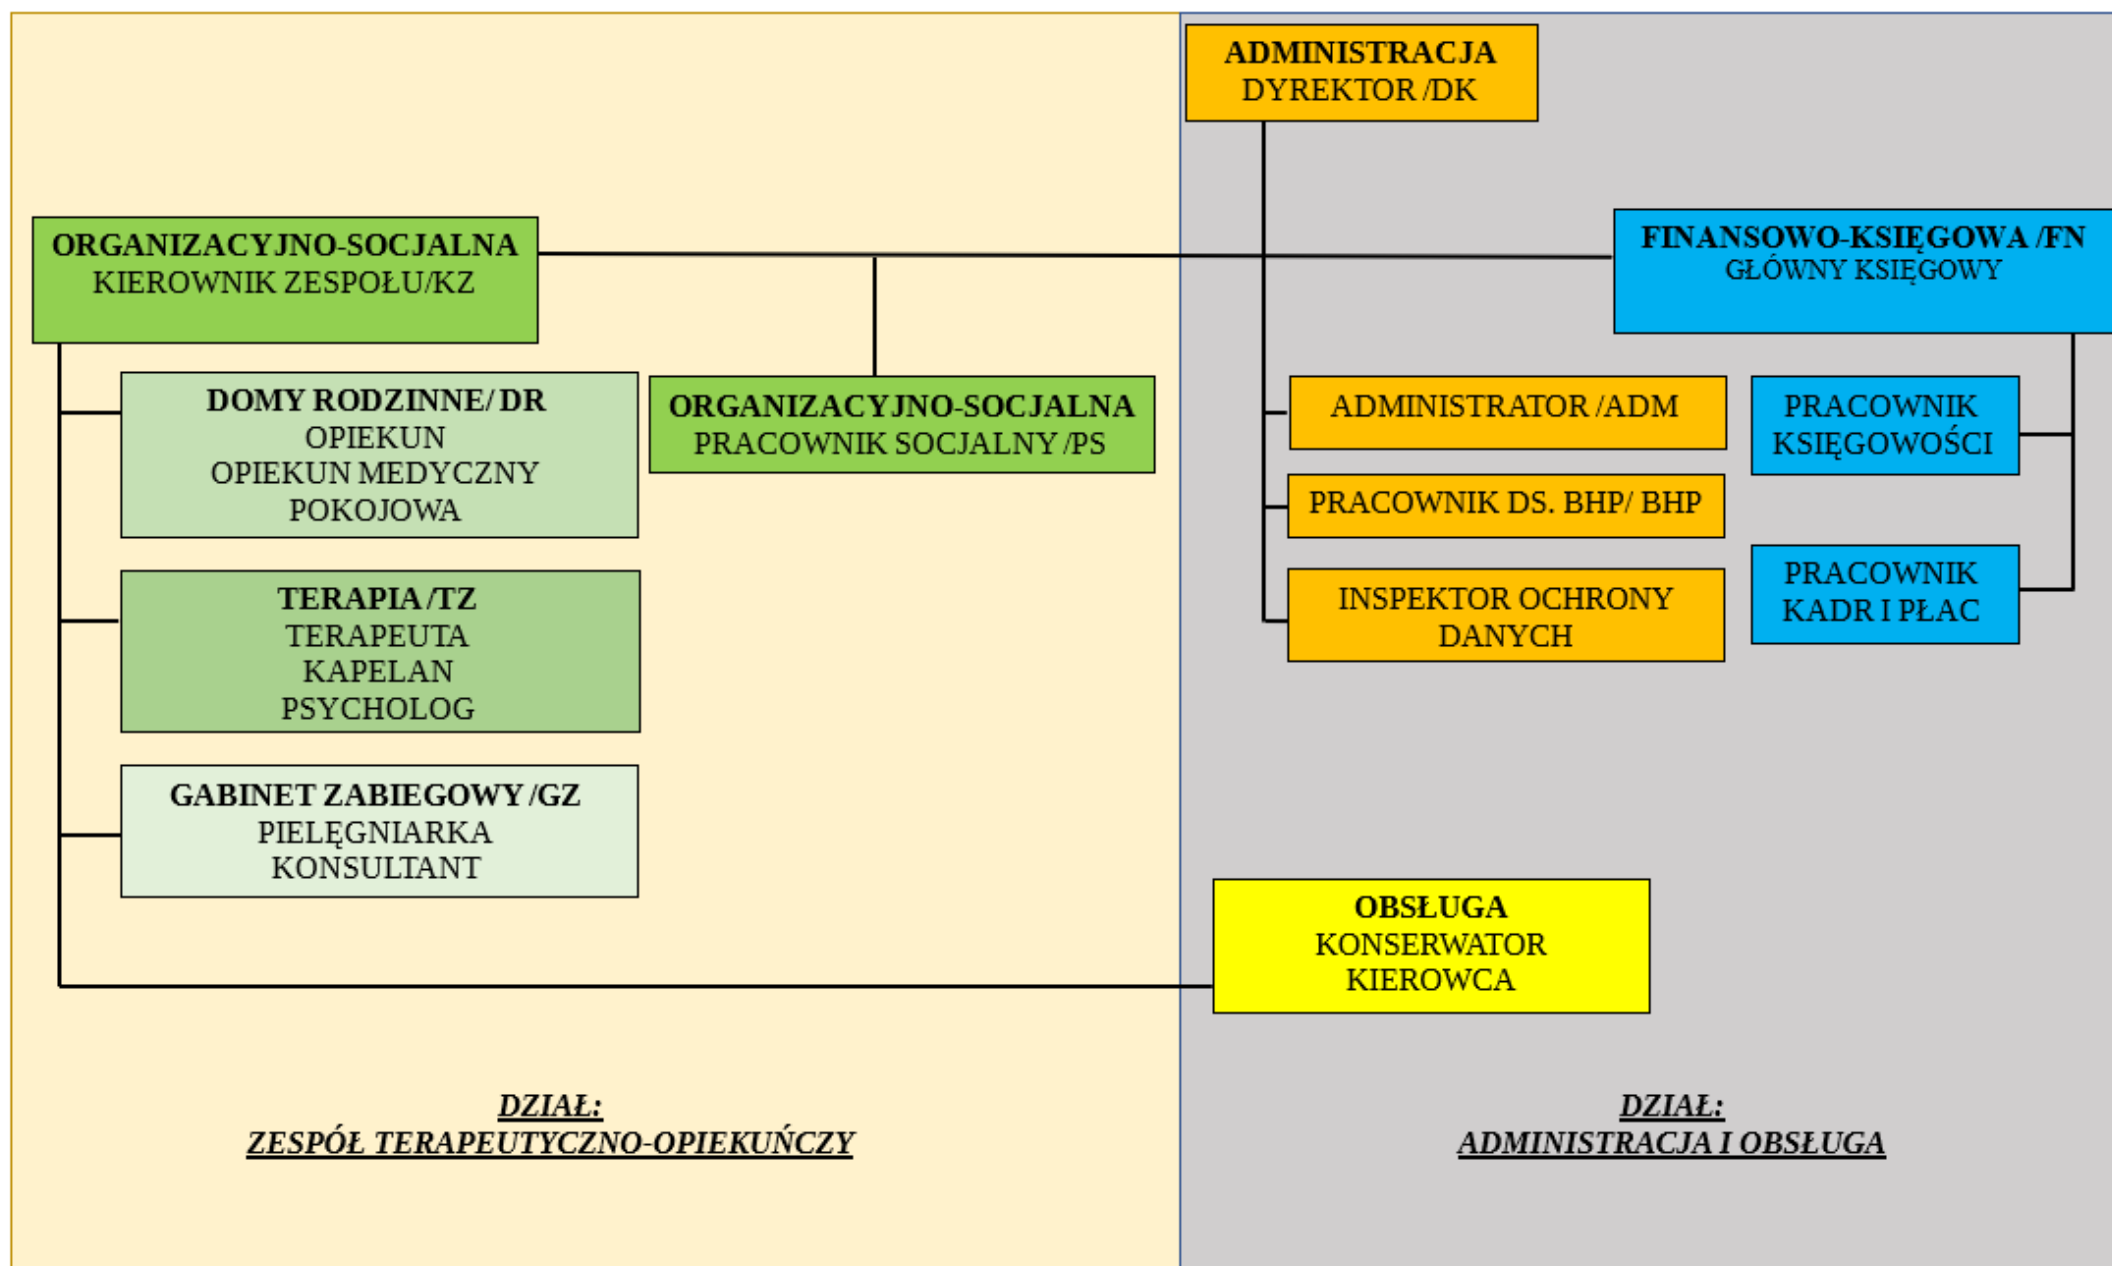 ADMINISTRACJA
DYREKTOR /DK
ORGANIZACYJNO-SOCJALNA
KIEROWNIK ZESPOŁU/KZ
FINANSOWO-KSIĘGOWA /FN
GŁÓWNY KSIĘGOWY
DOMY RODZINNE/ DR
OPIEKUN
OPIEKUN MEDYCZNY
POKOJOWA
ORGANIZACYJNO-SOCJALNA
PRACOWNIK SOCJALNY /PS
ADMINISTRATOR /ADM
PRACOWNIK DS. BHP/ BHP
INSPEKTOR OCHRONY
DANYCH
PRACOWNIK
KSIĘGOWOŚCI
PRACOWNIK
KADR I PŁAC
TERAPIA /TZ
TERAPEUTA
KAPELAN
PSYCHOLOG
GABINET ZABIEGOWY /GZ
PIELĘGNIARKA
KONSULTANT
OBSŁUGA
KONSERWATOR
KIEROWCA
DZIAŁ:
ZESPÓŁ TERAPEUTYCZNO-OPIEKUŃCZY
DZIAŁ:
ADMINISTRACJA I OBSŁUGA